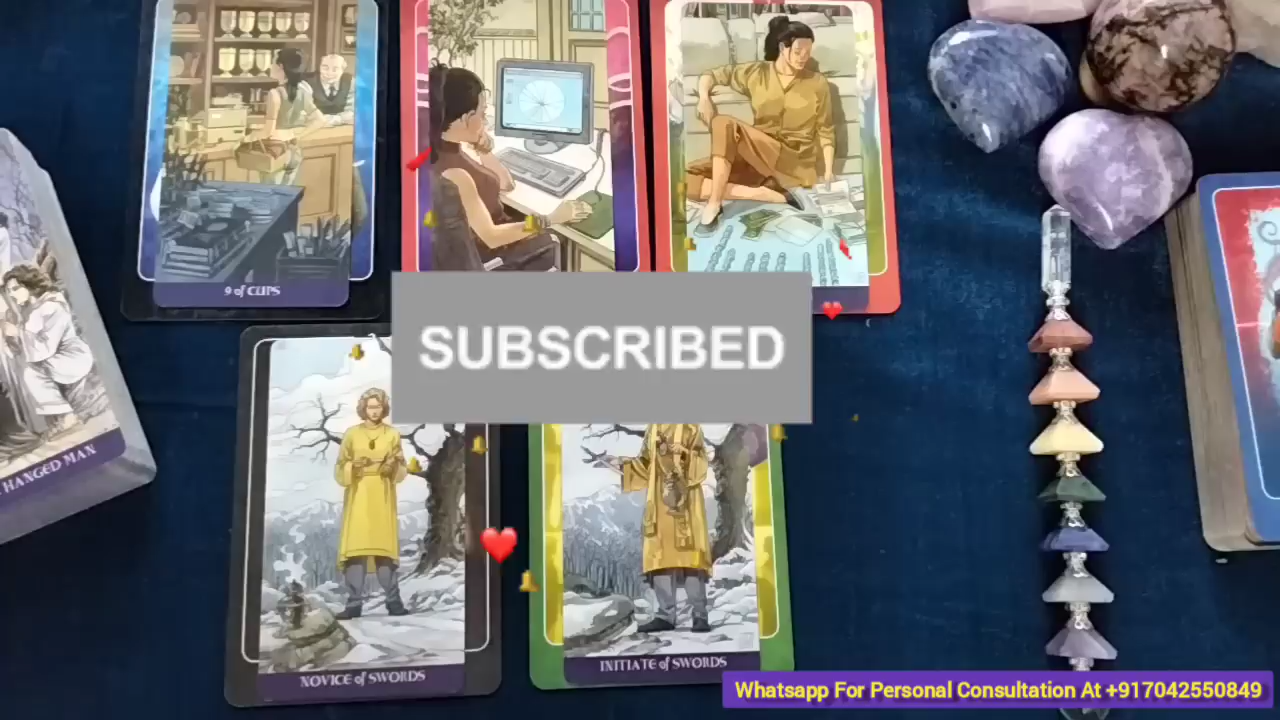 9 of CUPS
SUBSCRIBED
HANGED MAN
NOVICE of SWORDS
INITIATE of SWORDS
Whatsapp For Personal Consultation At +917042550849